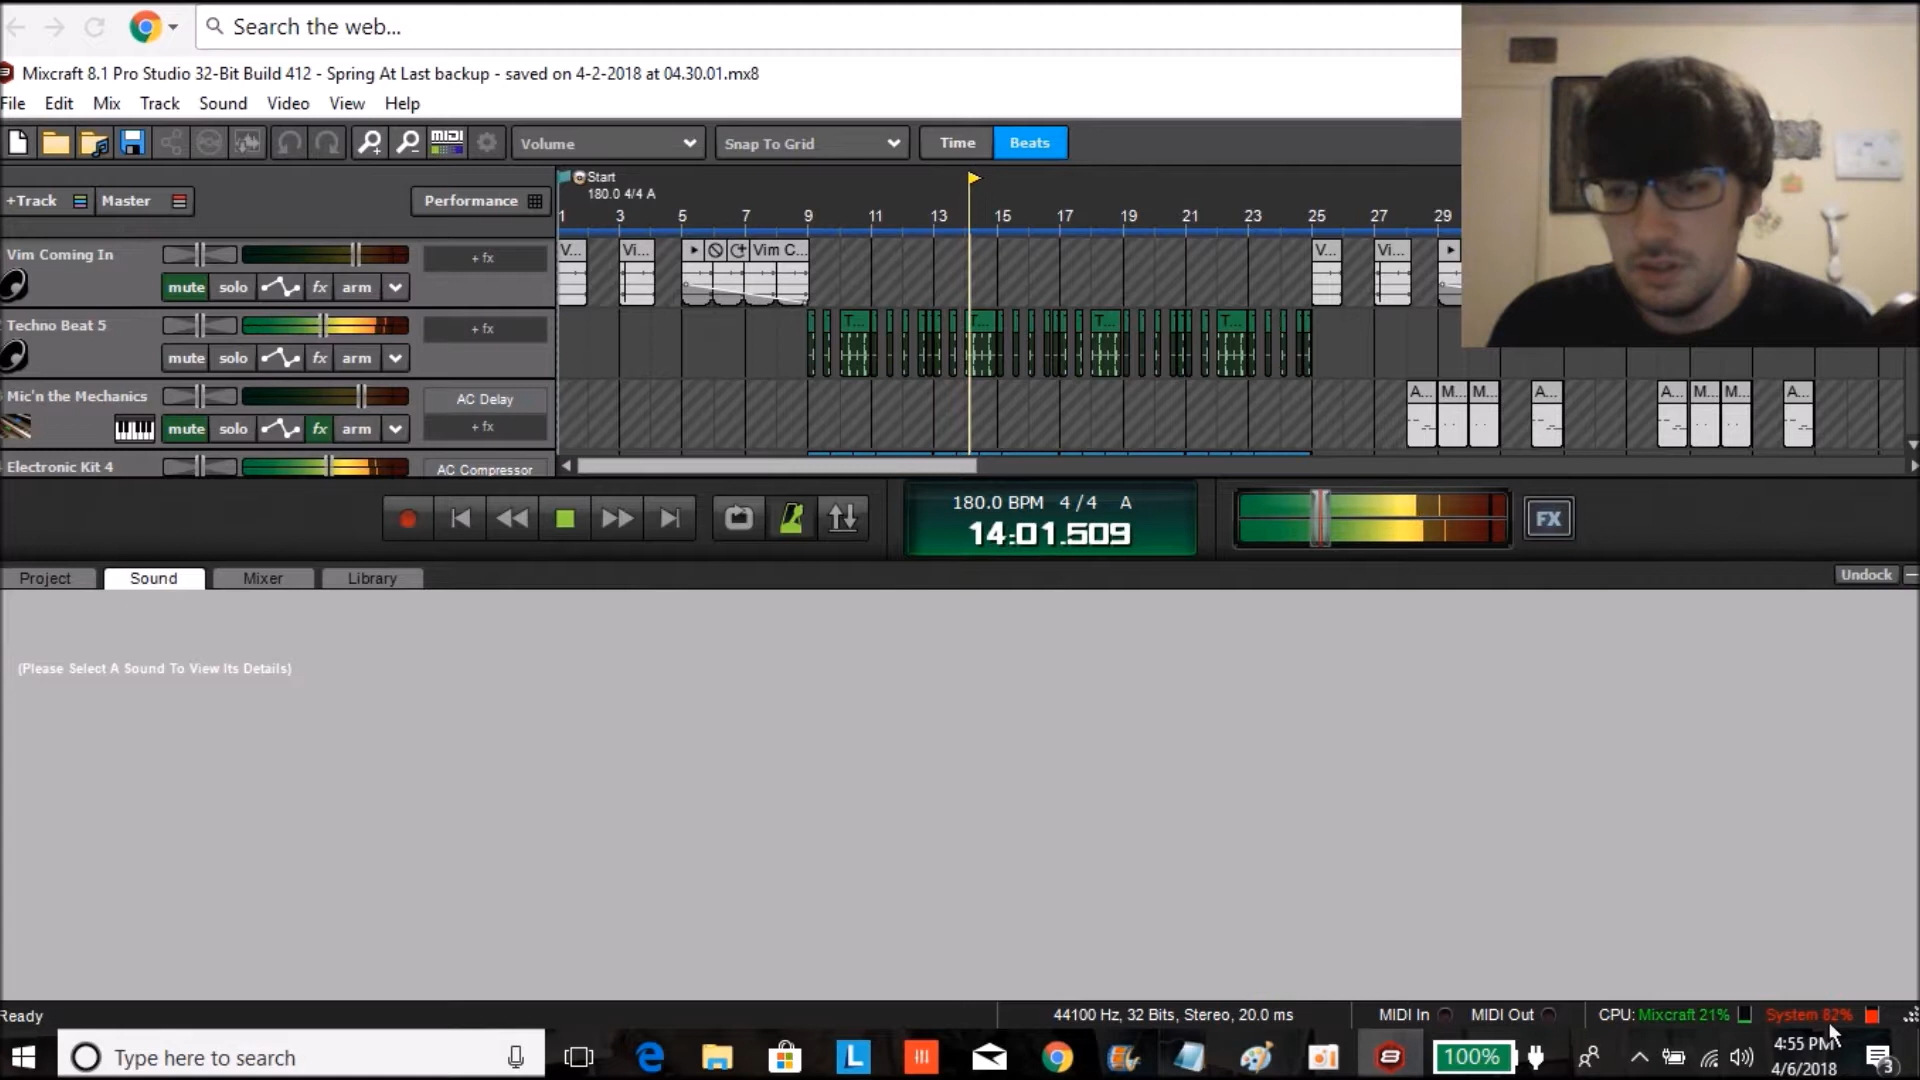 Search the web...
Mixcraft 8.1 Pro Studio 32-Bit Build 412 - Spring At Last backup - saved on 4-2-2018 at 04.30.01.mx8
File Edit Mix Track Sound Video View Help
MIDI Volume Snap To Grid Time Beats
+Track Master Performance
Start
180.0 4/4 A
1 3 5 7 9 11 13 15 17 19 21 23 25 27 29
Vim Coming In + fx
V... Vi... Vim C... V... Vi...
mute solo fx arm
Techno Beat 5 + fx
T... T... T... T...
mute solo fx arm
Mic'n the Mechanics AC Delay
A... M... M... A... A... M... M... A...
mute solo fx arm + fx
Electronic Kit 4 AC Compressor
180.0 BPM 4/4 A
14:01.509
FX
Project Sound Mixer Library Undock
(Please Select A Sound To View Its Details)
Ready 44100 Hz, 32 Bits, Stereo, 20.0 ms MIDI In MIDI Out CPU: Mixcraft 21% System 82%
Type here to search L 100% 4:55 PM
4/6/2018 3